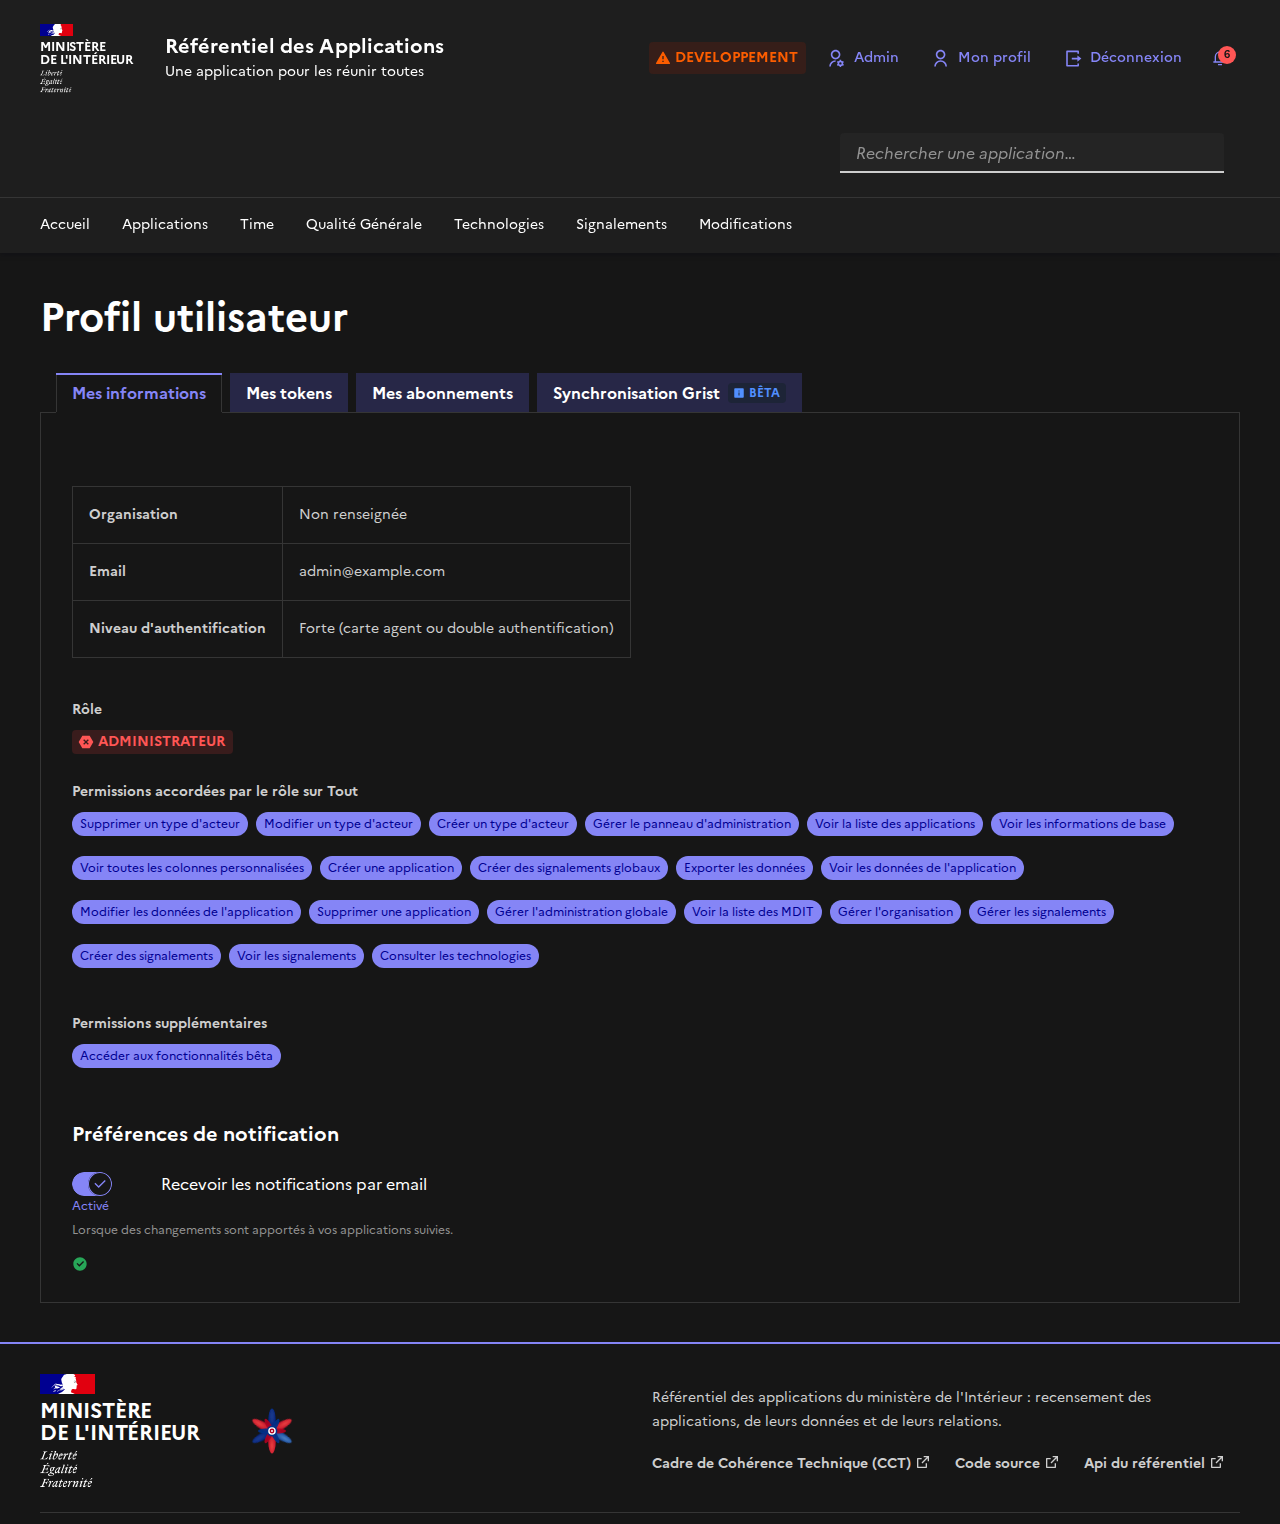 MINISTÈRE
DE L'INTÉRIEUR
Liberté
Égalité
Fraternité
Référentiel des Applications
Une application pour les réunir toutes
DEVELOPPEMENT
Admin
Mon profil
Déconnexion
6
Rechercher une application...
Accueil Applications Time Qualité Générale Technologies Signalements Modifications
Profil utilisateur
Mes informations Mes tokens Mes abonnements Synchronisation Grist BÊTA
Organisation Non renseignée
Email admin@example.com
Niveau d'authentification Forte (carte agent ou double authentification)
Rôle
ADMINISTRATEUR
Permissions accordées par le rôle sur Tout
Supprimer un type d'acteur Modifier un type d'acteur Créer un type d'acteur Gérer le panneau d'administration Voir la liste des applications Voir les informations de base
Voir toutes les colonnes personnalisées Créer une application Créer des signalements globaux Exporter les données Voir les données de l'application
Modifier les données de l'application Supprimer une application Gérer l'administration globale Voir la liste des MDIT Gérer l'organisation Gérer les signalements
Créer des signalements Voir les signalements Consulter les technologies
Permissions supplémentaires
Accéder aux fonctionnalités bêta
Préférences de notification
Recevoir les notifications par email
Activé
Lorsque des changements sont apportés à vos applications suivies.
MINISTÈRE
DE L'INTÉRIEUR
Liberté
Égalité
Fraternité
Référentiel des applications du ministère de l'Intérieur : recensement des
applications, de leurs données et de leurs relations.
Cadre de Cohérence Technique (CCT) Code source Api du référentiel